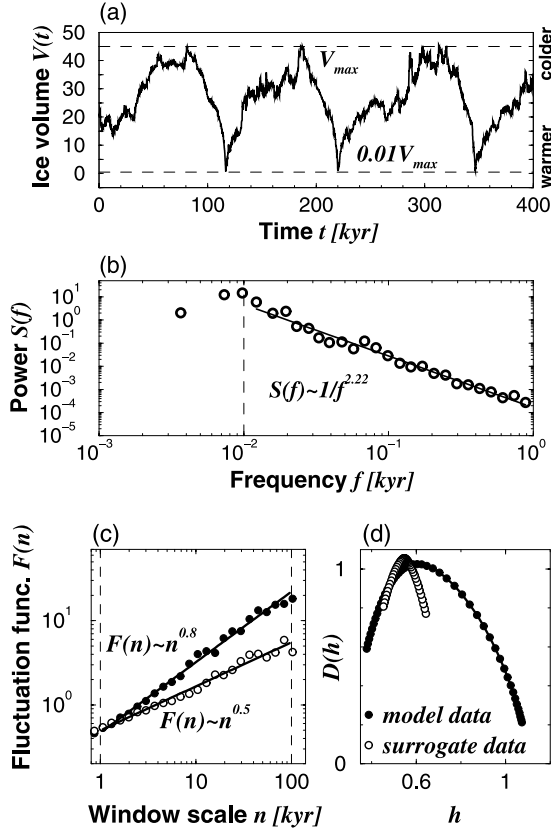 (a)
Ice volume V(t)
50
40
30
20
10
0
V_max
0.01V_max
colder
warmer
0 100 200 300 400
Time t [kyr]
(b)
Power S(f)
10^1
10^0
10^-1
10^-2
10^-3
10^-4
10^-5
S(f)~1/f^2.22
10^-3 10^-2 10^-1 10^0
Frequency f [kyr]
(c)
Fluctuation func. F(n)
10^1
10^0
F(n)~n^0.8
F(n)~n^0.5
1 10 100
Window scale n [kyr]
(d)
D(h)
1
0
model data
surrogate data
0.6 1
h